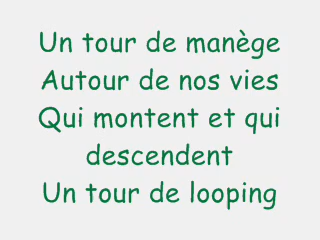 Un tour de manège
Autour de nos vies
Qui montent et qui
descendent
Un tour de looping